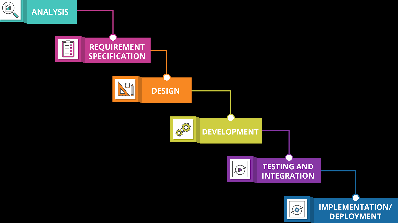 ANALYSIS
REQUIREMENT
SPECIFICATION
DESIGN
DEVELOPMENT
TESTING AND
INTEGRATION
IMPLEMENTATION/
DEPLOYMENT